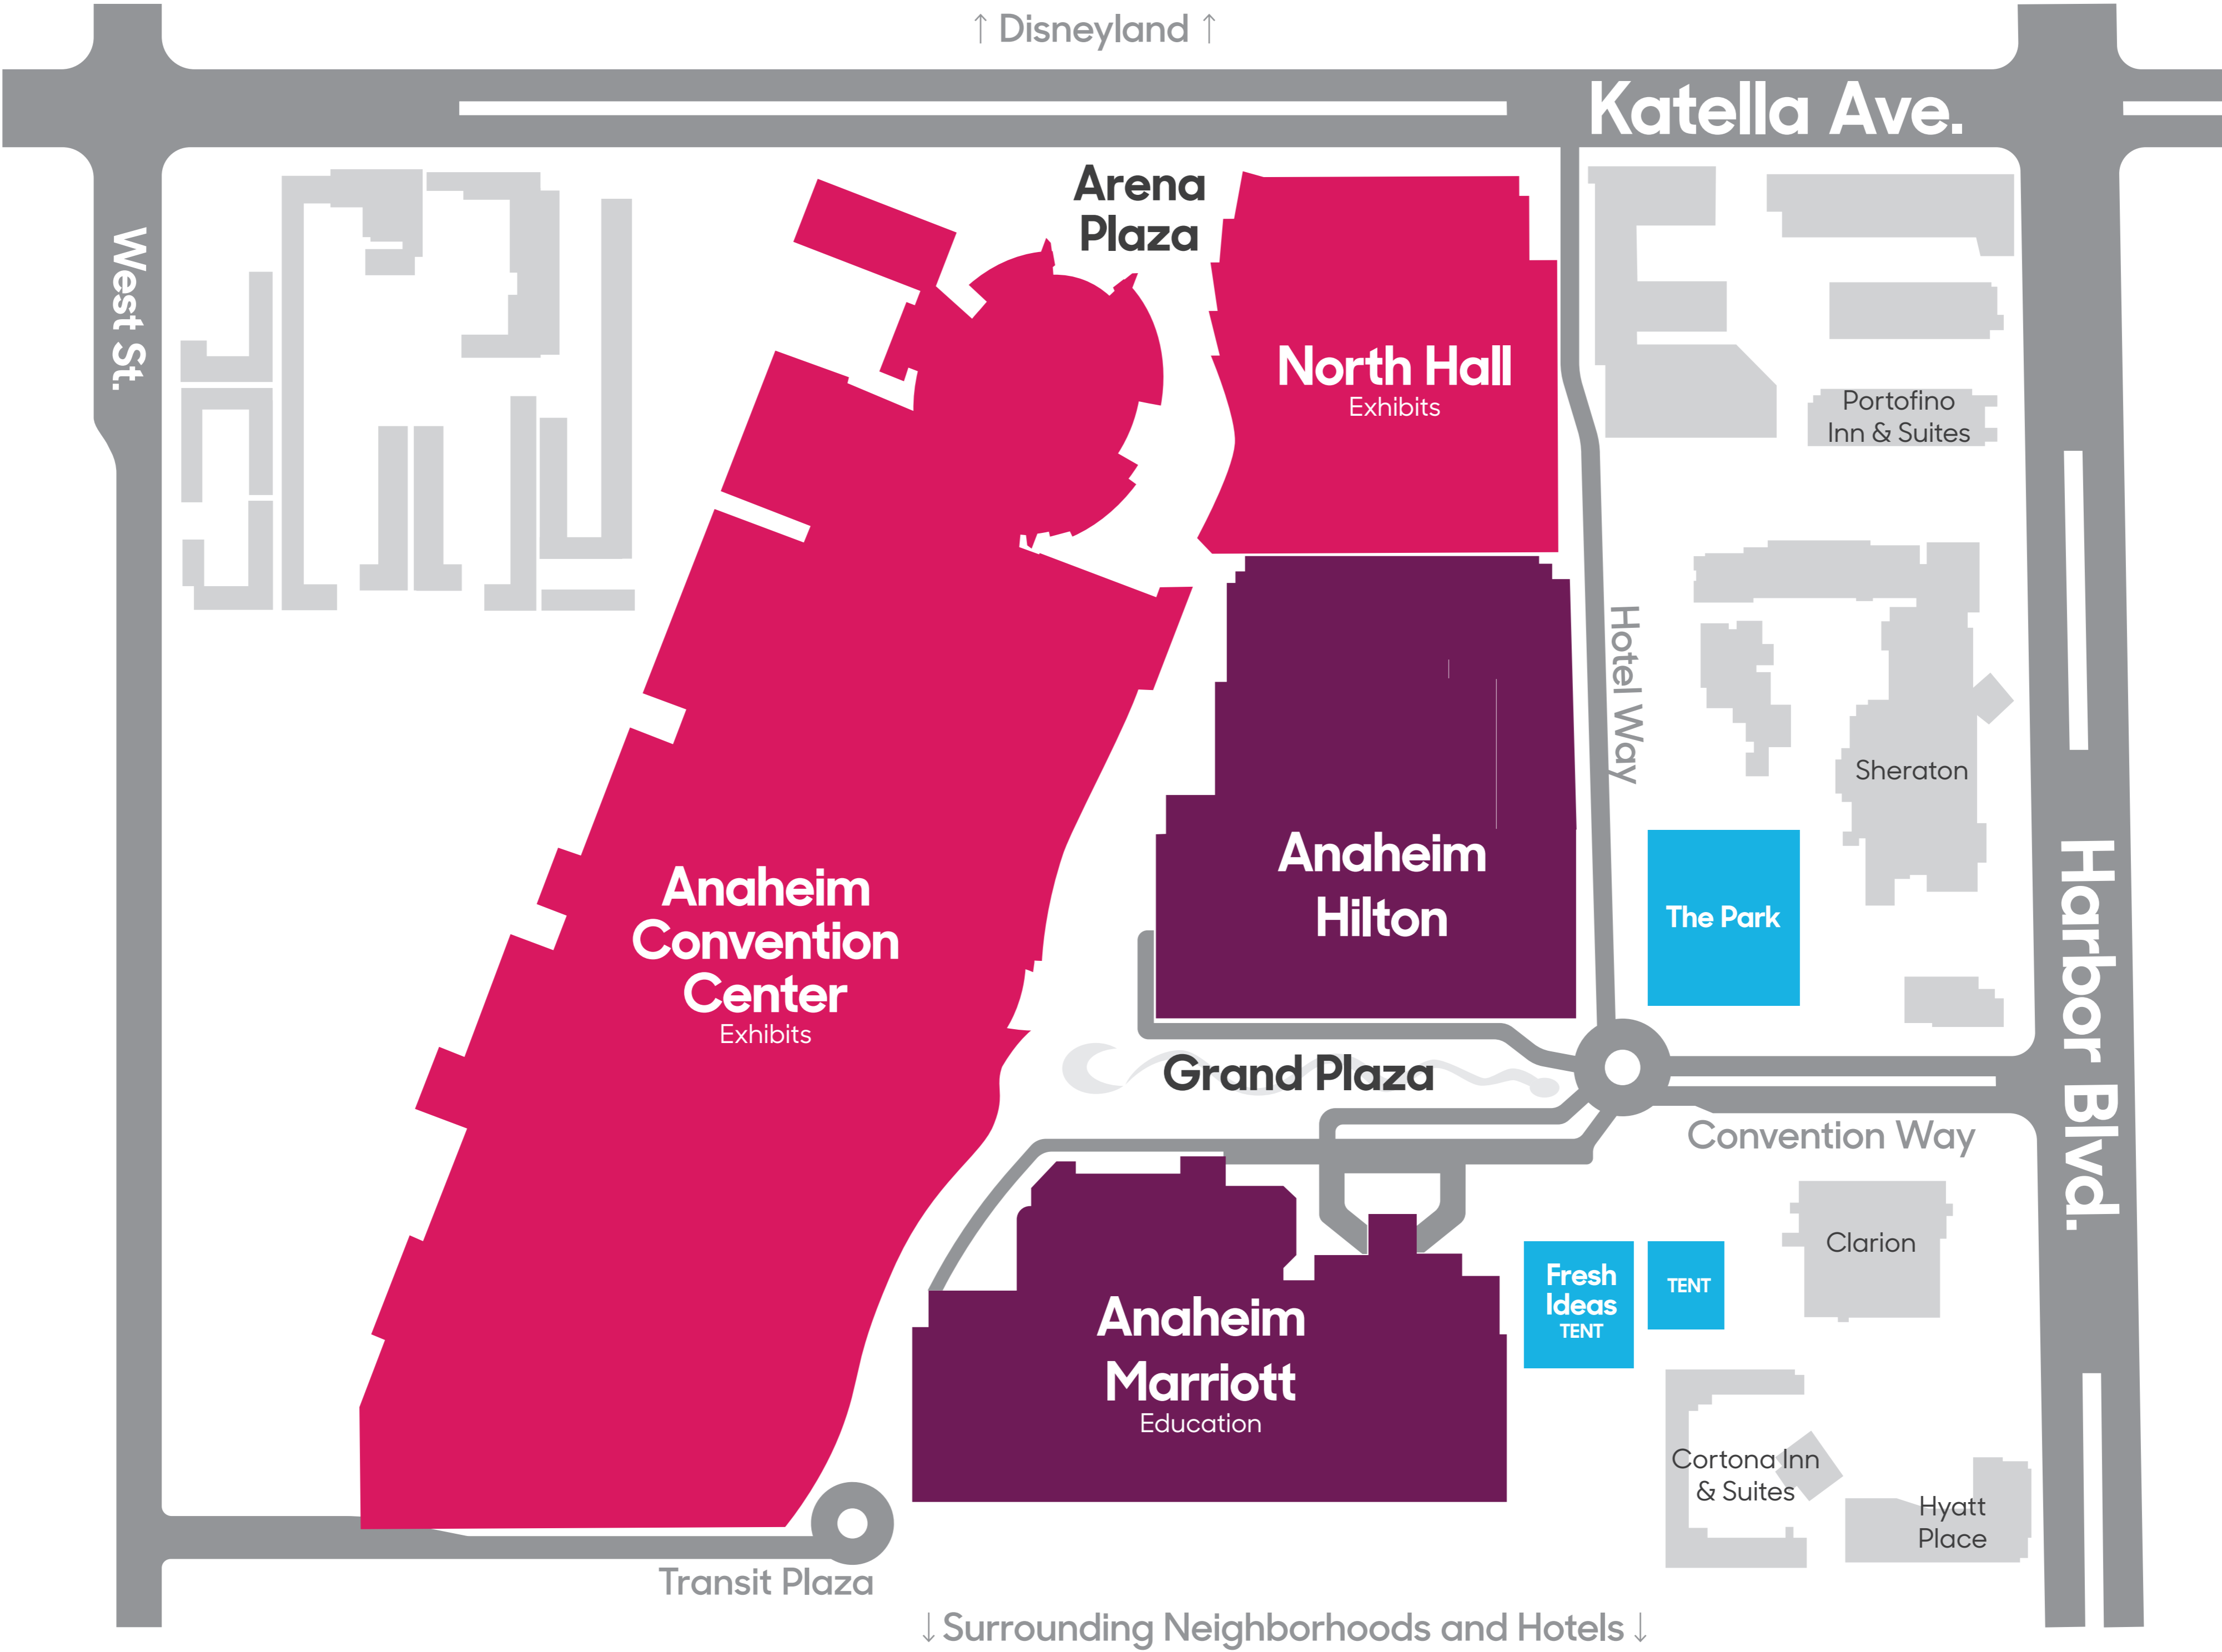 ↑ Disneyland ↑
Katella Ave.
West St.
Arena
Plaza
North Hall
Exhibits
Portofino
Inn & Suites
Hotel Way
Sheraton
Anaheim
Hilton
Anaheim
Convention
Center
Exhibits
The Park
Harbor Blvd.
Grand Plaza
Convention Way
Clarion
Fresh
Ideas
TENT
TENT
Anaheim
Marriott
Education
Cortona Inn
& Suites
Hyatt
Place
Transit Plaza
↓ Surrounding Neighborhoods and Hotels ↓